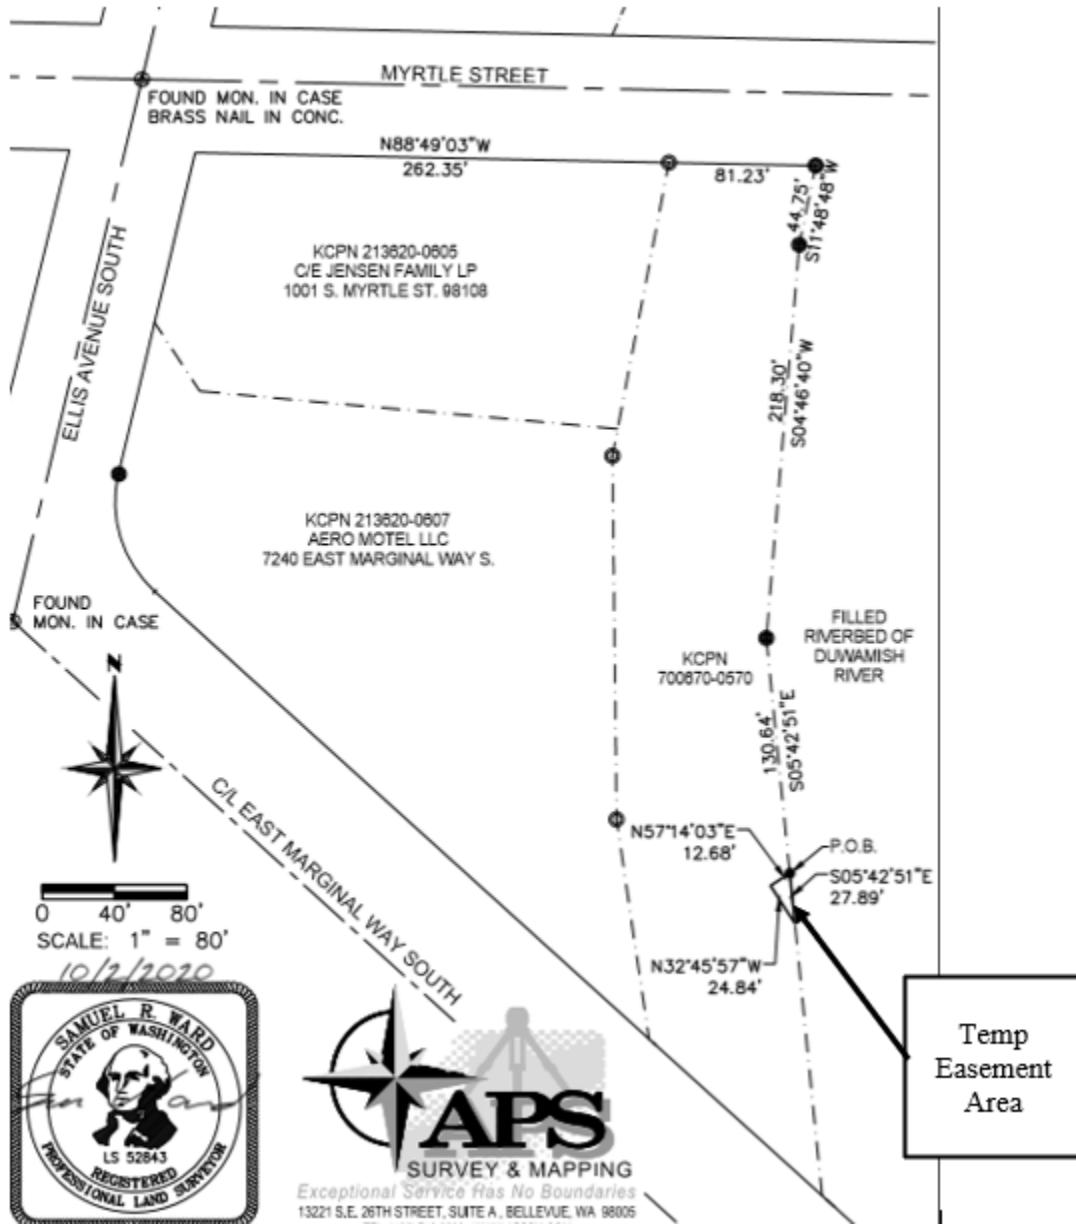 MYRTLE STREET
FOUND MON. IN CASE
BRASS NAIL IN CONC.
N88°49'03"W
262.35'
81.23'
44.75'
S11°48'48"W
KCPN 213620-0605
C/E JENSEN FAMILY LP
1001 S. MYRTLE ST. 98108
ELLIS AVENUE SOUTH
218.30'
S04°46'40"W
KCPN 213620-0607
AERO MOTEL LLC
7240 EAST MARGINAL WAY S.
FOUND
MON. IN CASE
FILLED
RIVERBED OF
DUWAMISH
RIVER
KCPN
700670-0570
N
130.64'
S05°42'51"E
C/L EAST MARGINAL WAY SOUTH
N57°14'03"E
12.68'
P.O.B.
S05°42'51"E
27.89'
0 40' 80'
SCALE: 1" = 80'
N32°45'57"W
24.84'
10/2/2020
Temp
Easement
Area
SAMUEL R. WARD
STATE OF WASHINGTON
LS 52843
REGISTERED
PROFESSIONAL LAND SURVEYOR
APS
SURVEY & MAPPING
Exceptional Service Has No Boundaries
13221 S.E. 26TH STREET, SUITE A, BELLEVUE, WA 98005